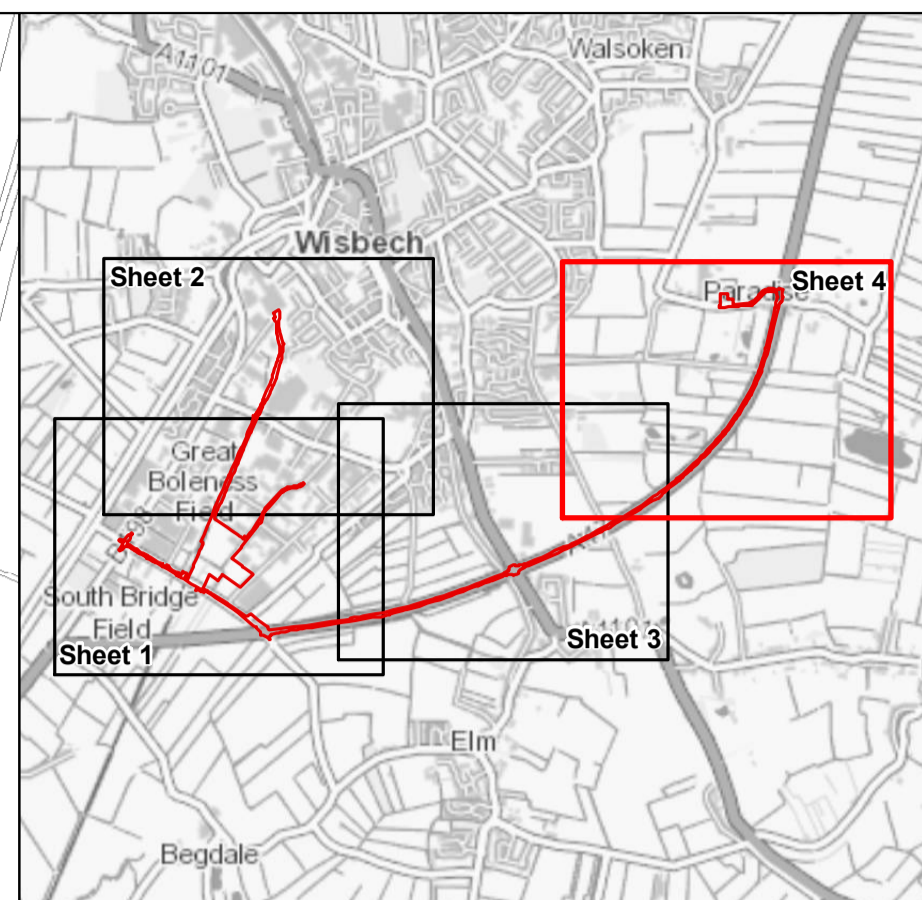 A1101
Walsoken
Wisbech
Sheet 2
Paradise
Sheet 4
Great
Boleness
Field
South Bridge
Field
Sheet 1
Sheet 3
Elm
Begdale